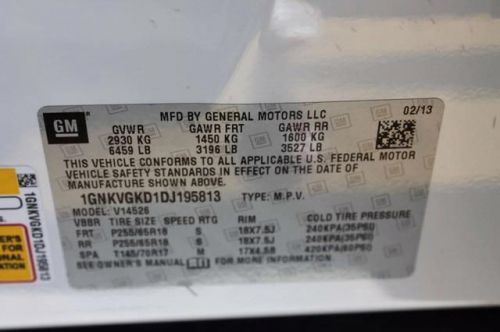 GM
MFD BY GENERAL MOTORS LLC 02/13
GVWR GAWR FRT GAWR RR
2930 KG 1450 KG 1600 KG
6459 LB 3196 LB 3527 LB
THIS VEHICLE CONFORMS TO ALL APPLICABLE U.S. FEDERAL MOTOR
VEHICLE SAFETY STANDARDS IN EFFECT ON THE DATE OF
MANUFACTURE SHOWN ABOVE.
1GNKVGKD1DJ195813 TYPE: M.P.V.
MODEL: V14526
TIRE SIZE SPEED RTG RIM COLD TIRE PRESSURE
FRT P255/65R18 S 18X7.5J 240KPA(35PSI)
RR P255/65R18 S 18X7.5J 240KPA(35PSI)
SPA T145/70R17 M 17X4.5B 420KPA(60PSI)
SEE OWNER'S MANUAL FOR ADDITIONAL INFORMATION
1GNKVGKD1DJ195813